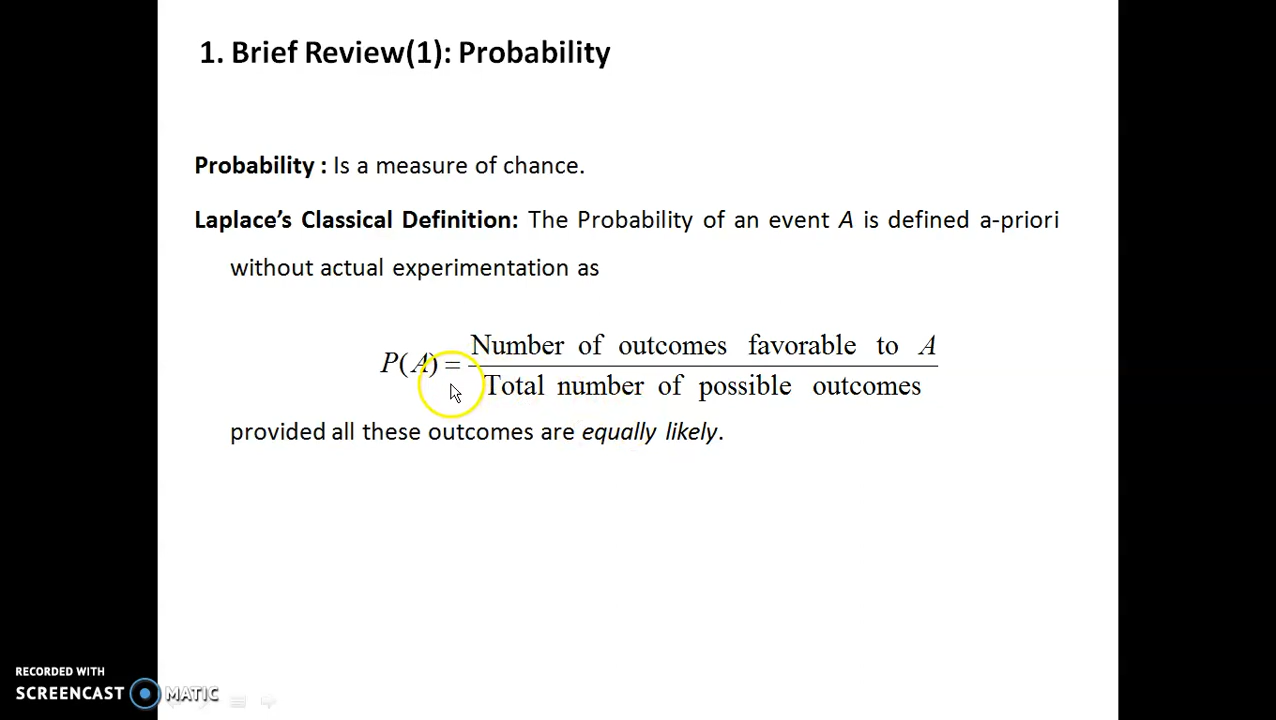 1. Brief Review(1): Probability
Probability : Is a measure of chance.
Laplace’s Classical Definition: The Probability of an event A is defined a-priori
without actual experimentation as
P(A) = Number of outcomes favorable to A
Total number of possible outcomes
provided all these outcomes are equally likely.
RECORDED WITH
SCREENCAST MATIC